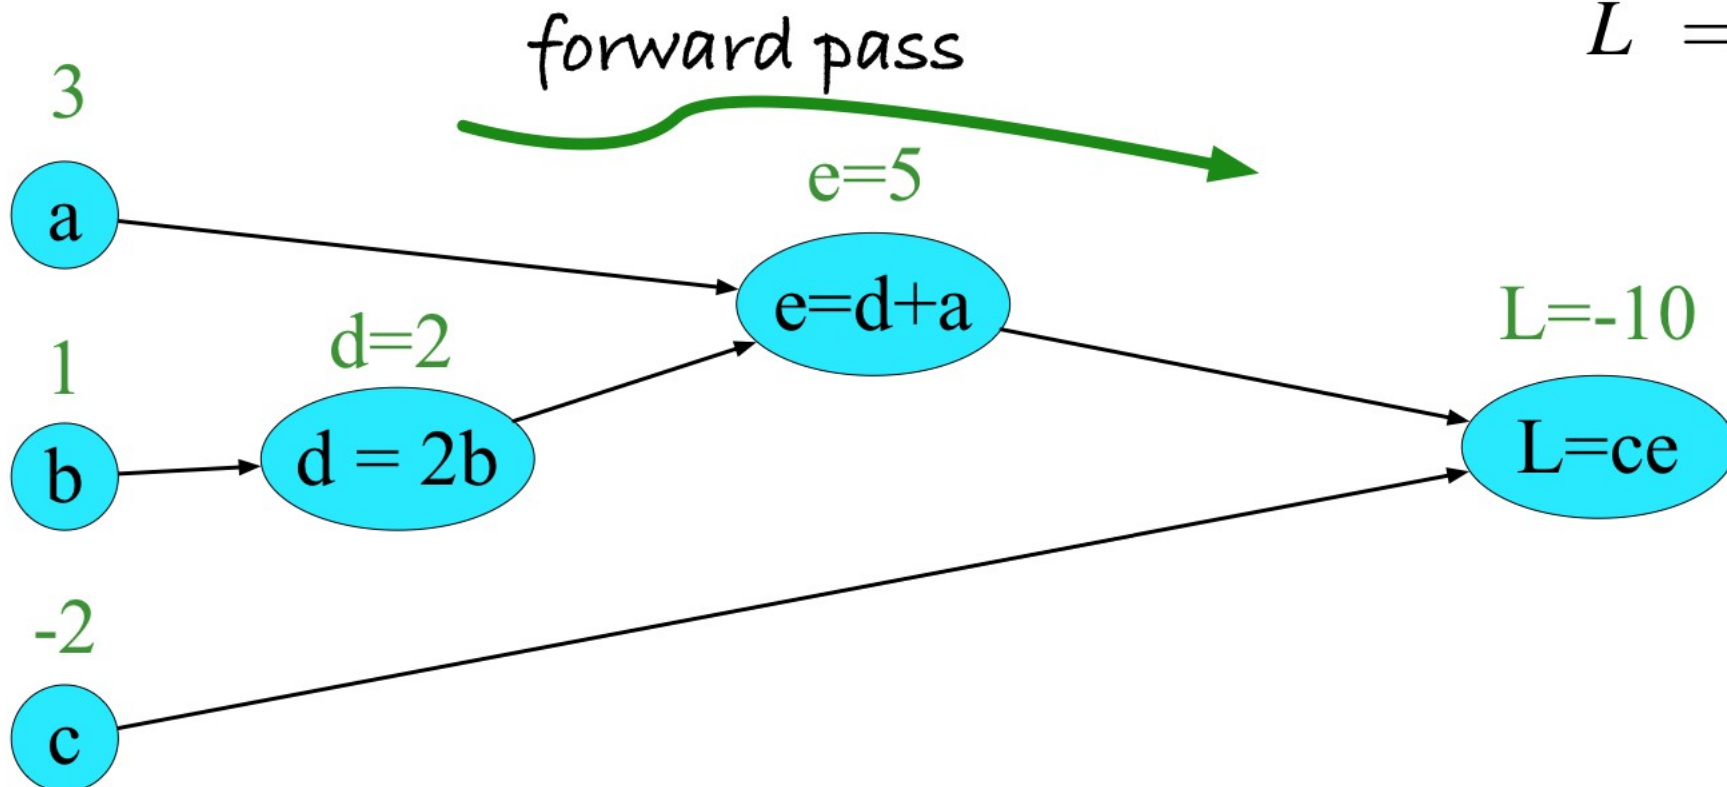 forward pass
L =
3
a
e=5
e=d+a
L=-10
1
d=2
b
d = 2b
L=ce
-2
c